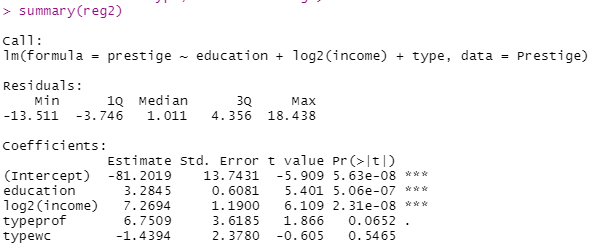 > summary(reg2)
Call:
lm(formula = prestige ~ education + log2(income) + type, data = Prestige)
Residuals:
Min 1Q Median 3Q Max
-13.511 -3.746 1.011 4.356 18.438
Coefficients:
Estimate Std. Error t value Pr(>|t|)
(Intercept) -81.2019 13.7431 -5.909 5.63e-08 ***
education 3.2845 0.6081 5.401 5.06e-07 ***
log2(income) 7.2694 1.1900 6.109 2.31e-08 ***
typeprof 6.7509 3.6185 1.866 0.0652 .
typewc -1.4394 2.3780 -0.605 0.5465